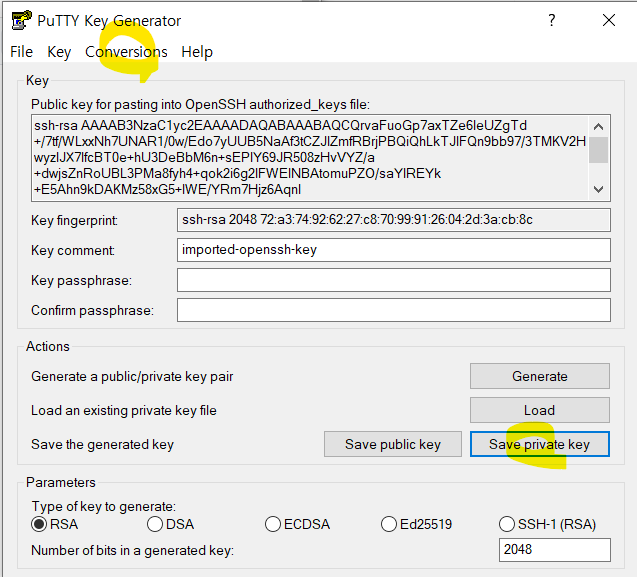 PuTTY Key Generator
File Key Conversions Help
Key
Public key for pasting into OpenSSH authorized_keys file:
ssh-rsa AAAAB3NzaC1yc2EAAAADAQABAAABAQCQrvaFuoGp7axTZe6leUZgTd
+/7tf/WLxxNh7UNAR1/0w/Edo7yUUB5NaAf3tCZJlZmfRBrjPBQiQhLkTJlFQn9bb97/3TMKV2H
wyzlJX7lfcBT0e+hU3DeBbM6n+sEPlY69JR508zHvVYZ/a
+dwjsZnRoUBL3PMa8fyh4+qok2i6g2lFWElNBAtomuPZO/saYlREYk
+E5Ahn9kDAKMz58xG5+lWE/YRm7Hjz6Aqnl
Key fingerprint: ssh-rsa 2048 72:a3:74:92:62:27:c8:70:99:91:26:04:2d:3a:cb:8c
Key comment: imported-openssh-key
Key passphrase:
Confirm passphrase:
Actions
Generate a public/private key pair Generate
Load an existing private key file Load
Save the generated key Save public key Save private key
Parameters
Type of key to generate:
RSA DSA ECDSA Ed25519 SSH-1 (RSA)
Number of bits in a generated key: 2048